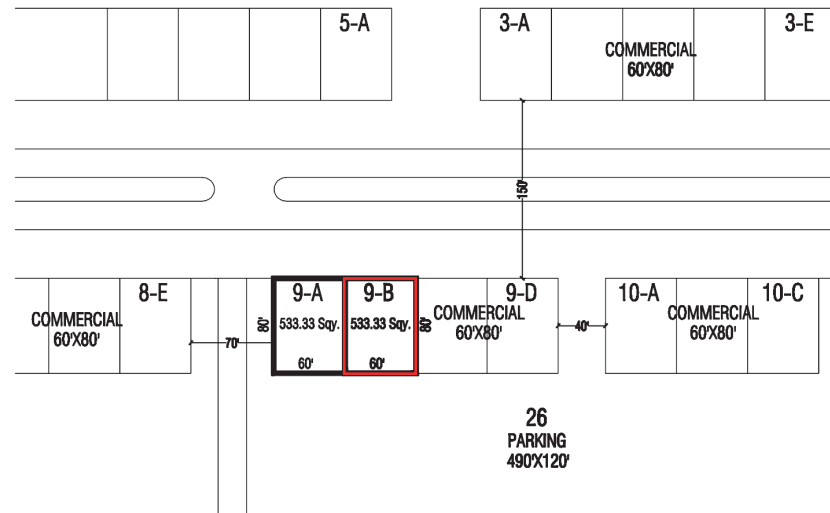 5-A
3-A
3-E
COMMERCIAL
60'X80'
150'
8-E
9-A
9-B
9-D
10-A
10-C
COMMERCIAL
60'X80'
80'
533.33 Sqy.
533.33 Sqy.
80'
COMMERCIAL
60'X80'
40'
COMMERCIAL
60'X80'
70'
60'
60'
26
PARKING
490'X120'